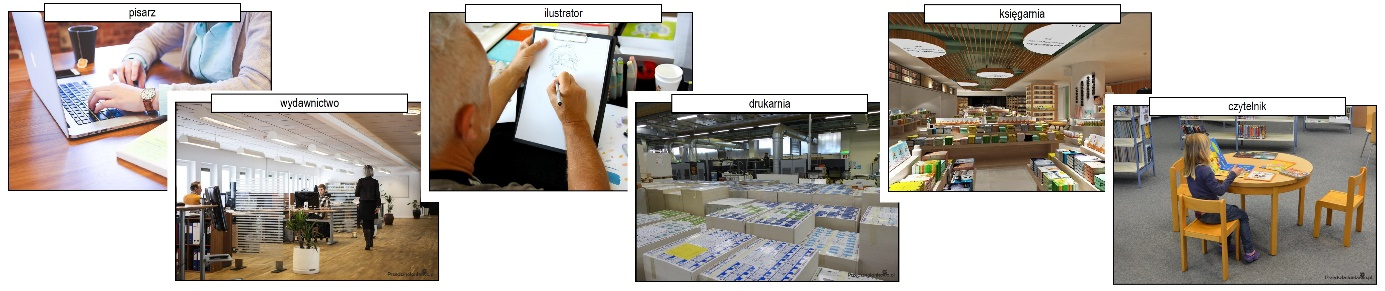 pisarz
wydawnictwo
ilustrator
drukarnia
księgarnia
czytelnik